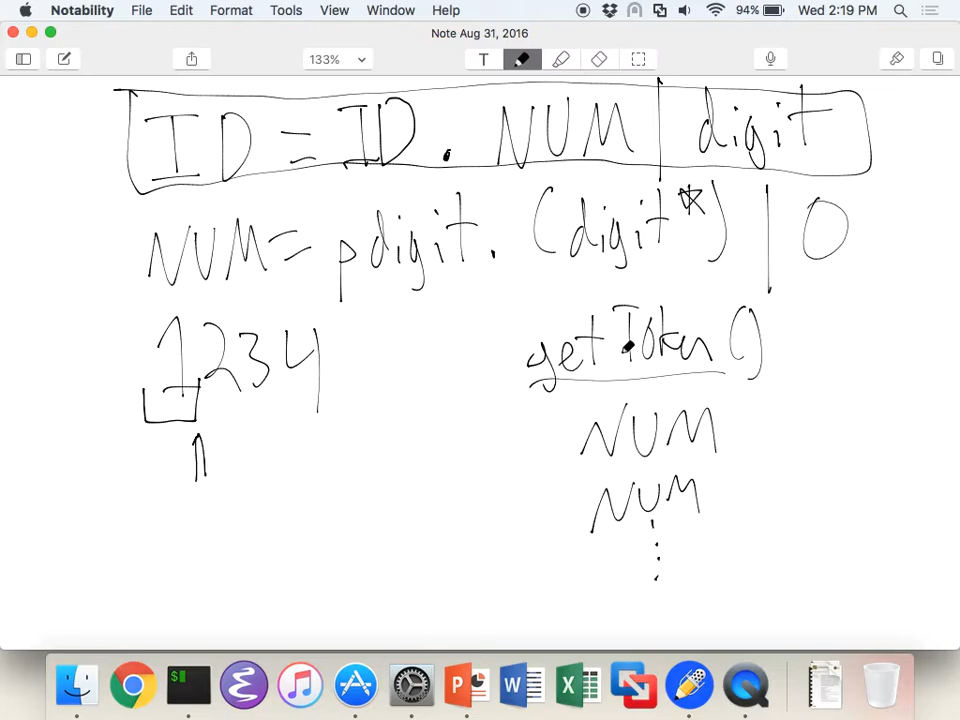 Notability File Edit Format Tools View Window Help 94% Wed 2:19 PM
Note Aug 31, 2016
133% T
ID = ID . NUM | digit
NUM = pdigit. (digit*) | 0
1234
getToken ()
NUM
NUM
⋮
$
P W X